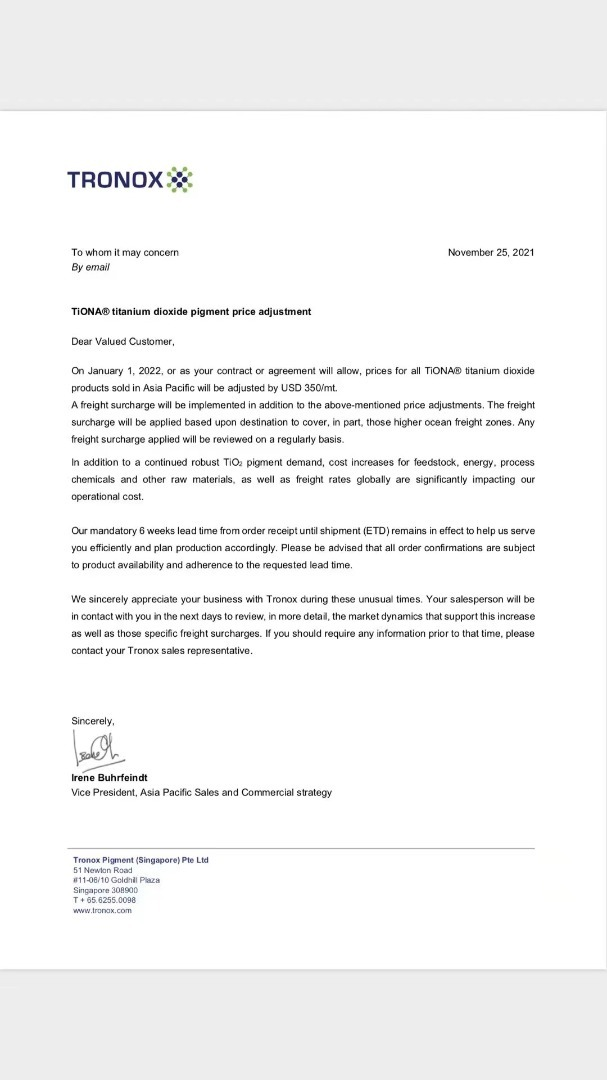 TRONOX
To whom it may concern
November 25, 2021
By email
TiONA® titanium dioxide pigment price adjustment
Dear Valued Customer,
On January 1, 2022, or as your contract or agreement will allow, prices for all TiONA® titanium dioxide
products sold in Asia Pacific will be adjusted by USD 350/mt.
A freight surcharge will be implemented in addition to the above-mentioned price adjustments. The freight
surcharge will be applied based upon destination to cover, in part, those higher ocean freight zones. Any
freight surcharge applied will be reviewed on a regularly basis.
In addition to a continued robust TiO₂ pigment demand, cost increases for feedstock, energy, process
chemicals and other raw materials, as well as freight rates globally are significantly impacting our
operational cost.
Our mandatory 6 weeks lead time from order receipt until shipment (ETD) remains in effect to help us serve
you efficiently and plan production accordingly. Please be advised that all order confirmations are subject
to product availability and adherence to the requested lead time.
We sincerely appreciate your business with Tronox during these unusual times. Your salesperson will be
in contact with you in the next days to review, in more detail, the market dynamics that support this increase
as well as those specific freight surcharges. If you should require any information prior to that time, please
contact your Tronox sales representative.
Sincerely,
Irene Buhrfeindt
Vice President, Asia Pacific Sales and Commercial strategy
Tronox Pigment (Singapore) Pte Ltd
51 Newton Road
#11-06/10 Goldhill Plaza
Singapore 308900
T + 65.6255.0098
www.tronox.com